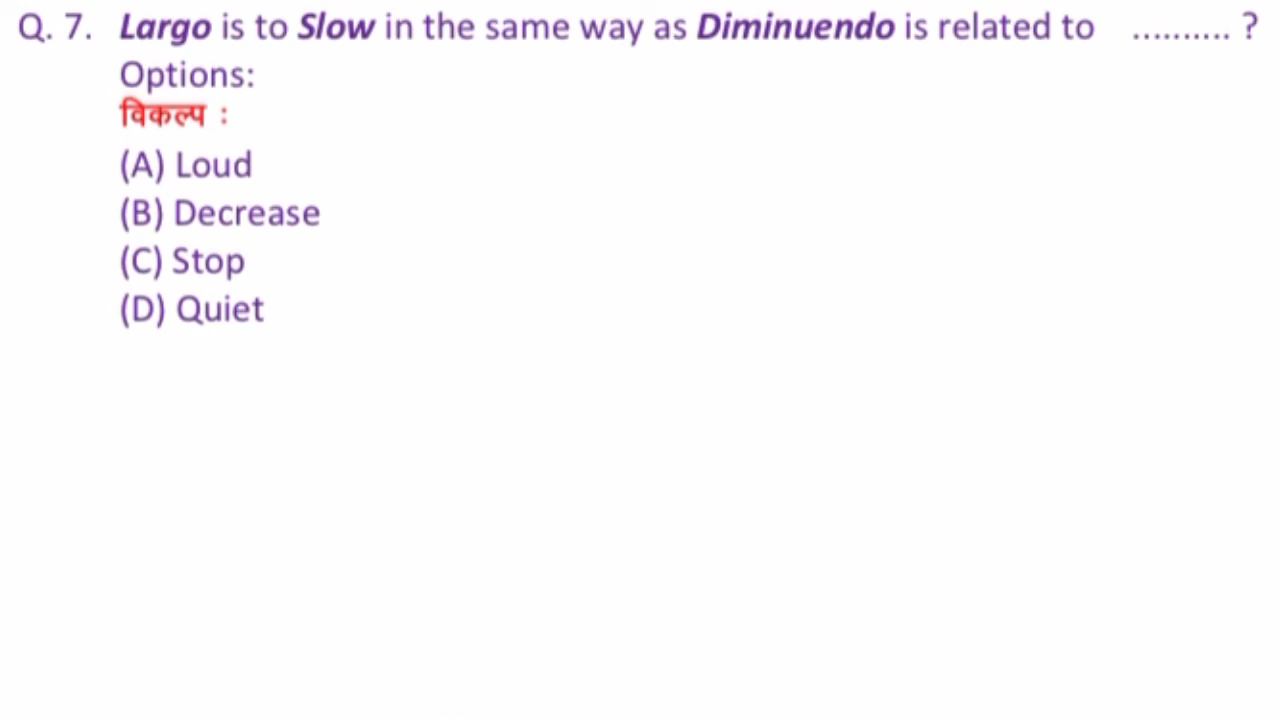 Q. 7. Largo is to Slow in the same way as Diminuendo is related to .......... ?
Options:
विकल्प :
(A) Loud
(B) Decrease
(C) Stop
(D) Quiet